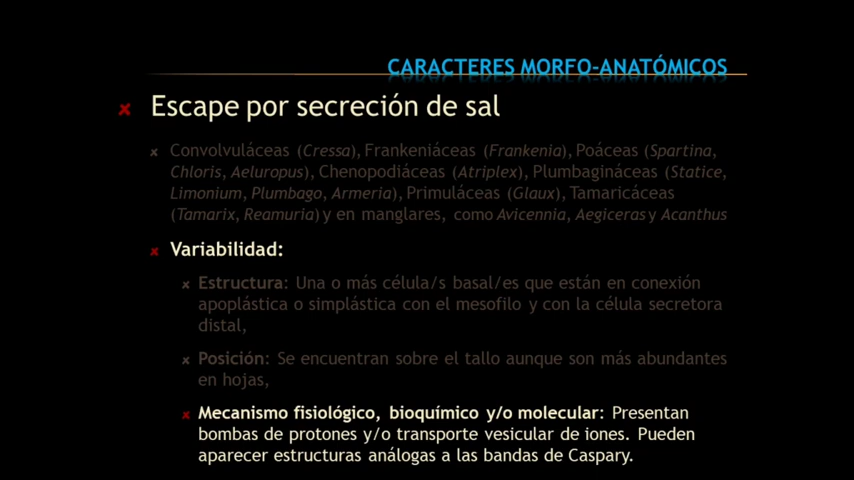 CARACTERES MORFO-ANATÓMICOS
Escape por secreción de sal
Convolvuláceas (Cressa), Frankeniáceas (Frankenia), Poáceas (Spartina,
Chloris, Aeluropus), Chenopodiáceas (Atriplex), Plumbagináceas (Statice,
Limonium, Plumbago, Armeria), Primuláceas (Glaux), Tamaricáceas
(Tamarix, Reamuria) y en manglares, como Avicennia, Aegiceras y Acanthus
Variabilidad:
Estructura: Una o más célula/s basal/es que están en conexión
apoplástica o simplástica con el mesofilo y con la célula secretora
distal,
Posición: Se encuentran sobre el tallo aunque son más abundantes
en hojas,
Mecanismo fisiológico, bioquímico y/o molecular: Presentan
bombas de protones y/o transporte vesicular de iones. Pueden
aparecer estructuras análogas a las bandas de Caspary.